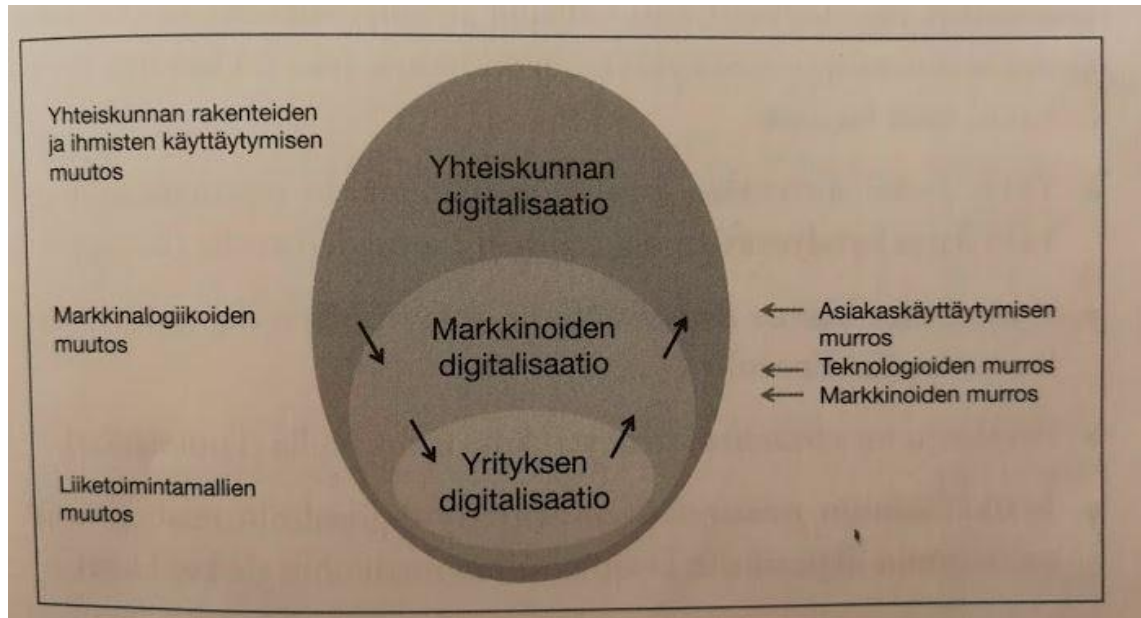 Yhteiskunnan rakenteiden
ja ihmisten käyttäytymisen
muutos
Yhteiskunnan
digitalisaatio
Markkinalogiikoiden
muutos
Markkinoiden
digitalisaatio
Asiakaskäyttäytymisen
murros
Teknologioiden murros
Markkinoiden murros
Liiketoimintamallien
muutos
Yrityksen
digitalisaatio